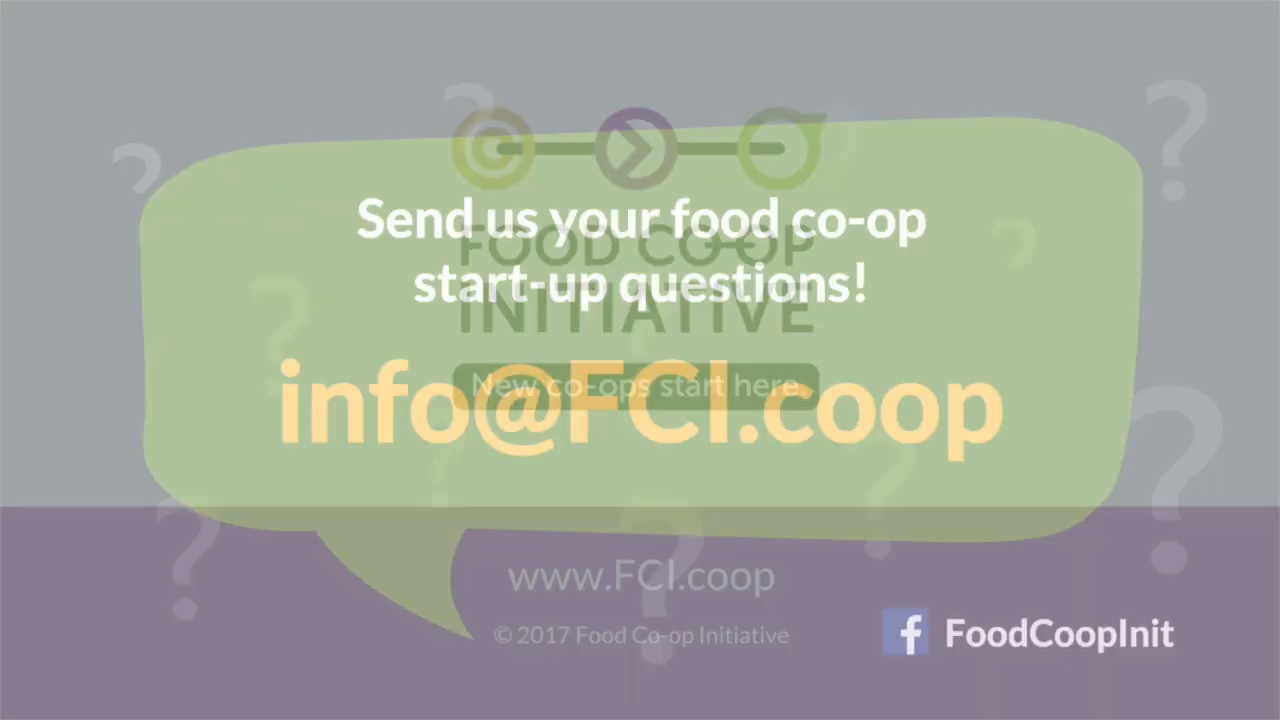 Send us your food co-op
start-up questions!
FOOD CO-OP
INITIATIVE
New co-ops start here
info@FCI.coop
www.FCI.coop
© 2017 Food Co-op Initiative
FoodCoopInit